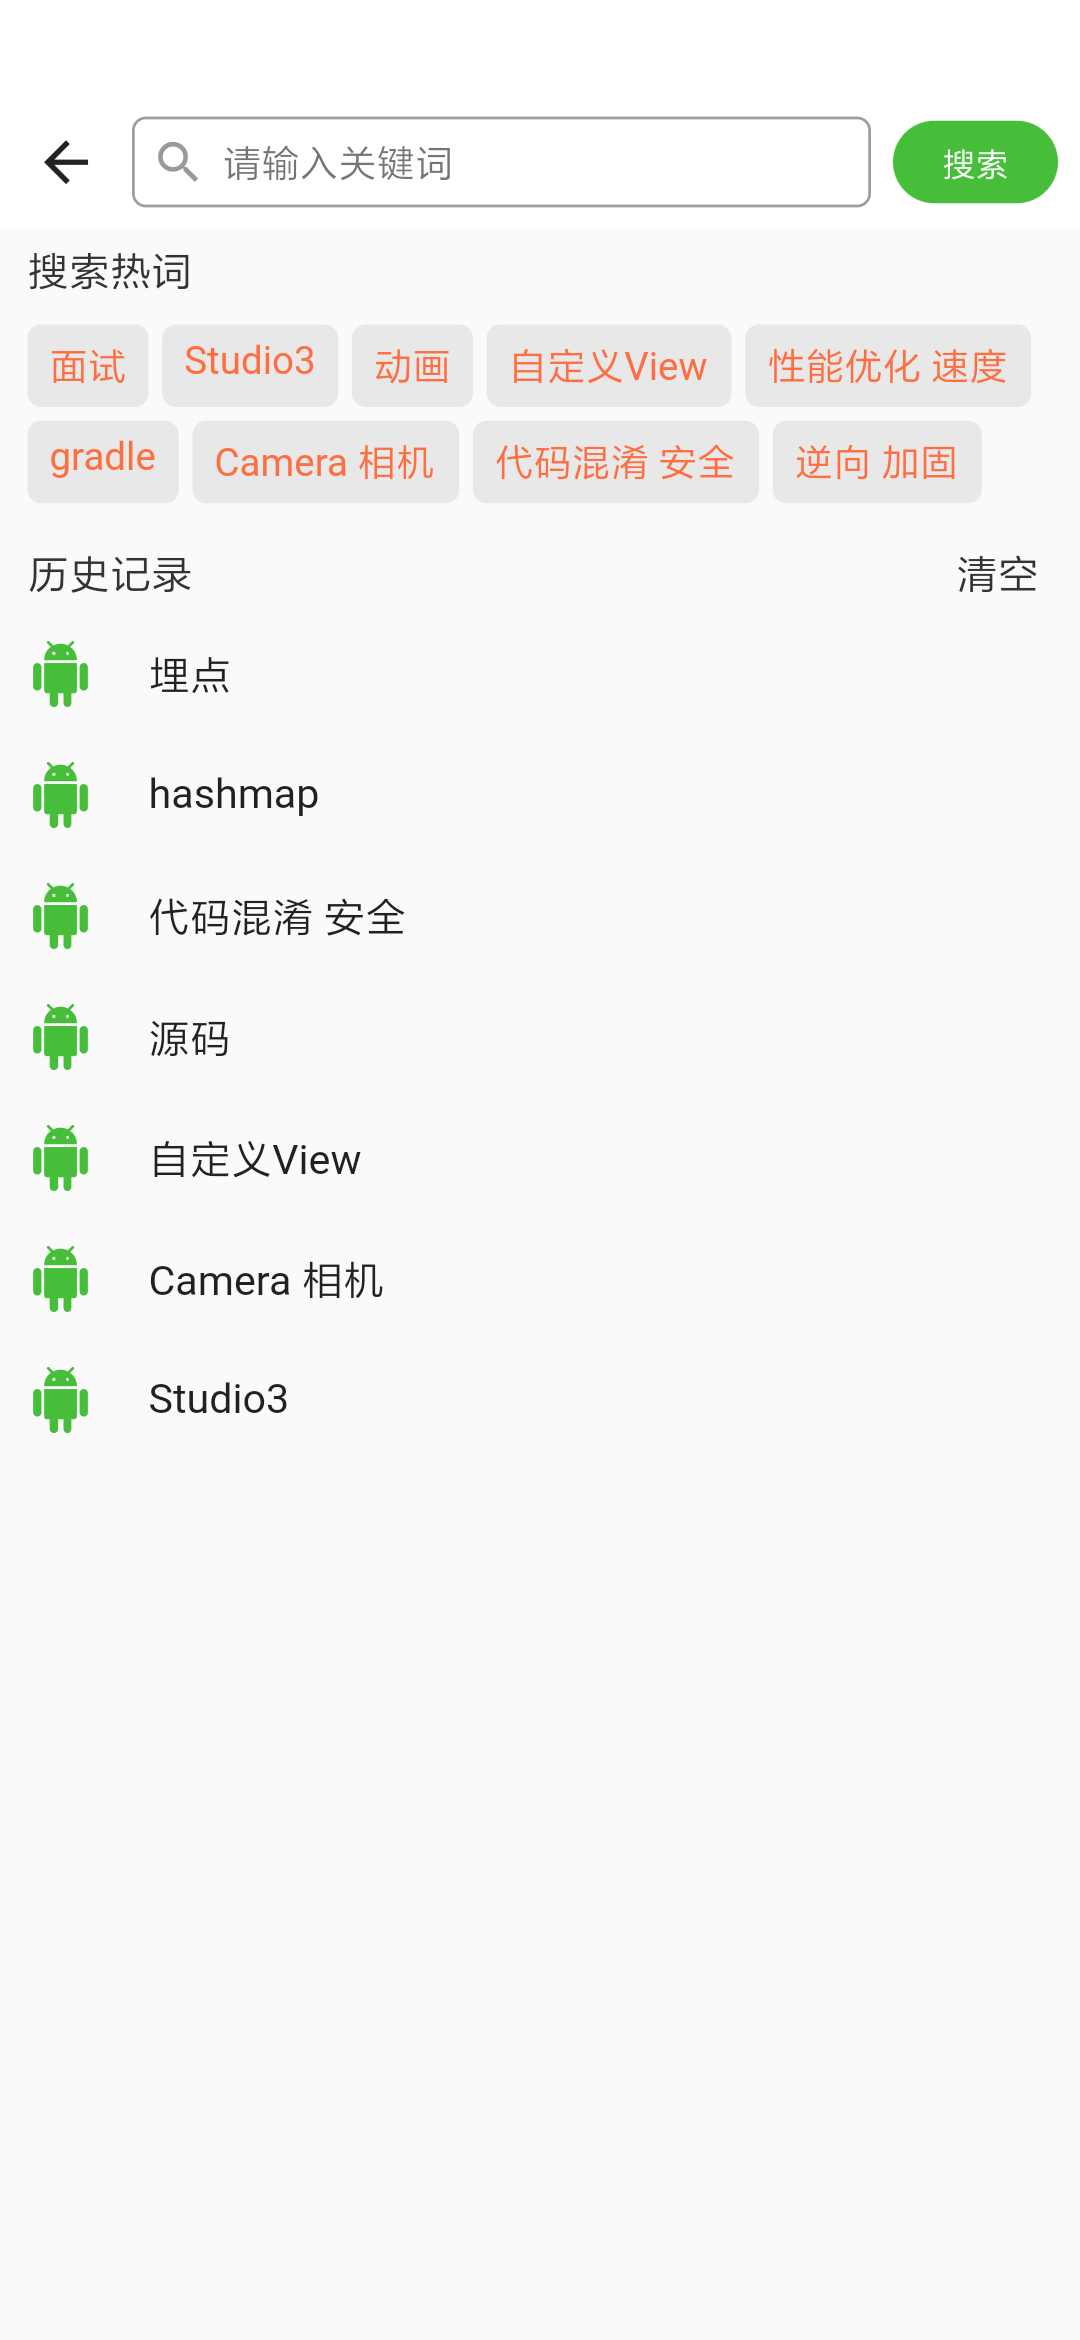 请输入关键词 搜索
搜索热词
面试 Studio3 动画 自定义View 性能优化 速度
gradle Camera 相机 代码混淆 安全 逆向 加固
历史记录 清空
埋点
hashmap
代码混淆 安全
源码
自定义View
Camera 相机
Studio3